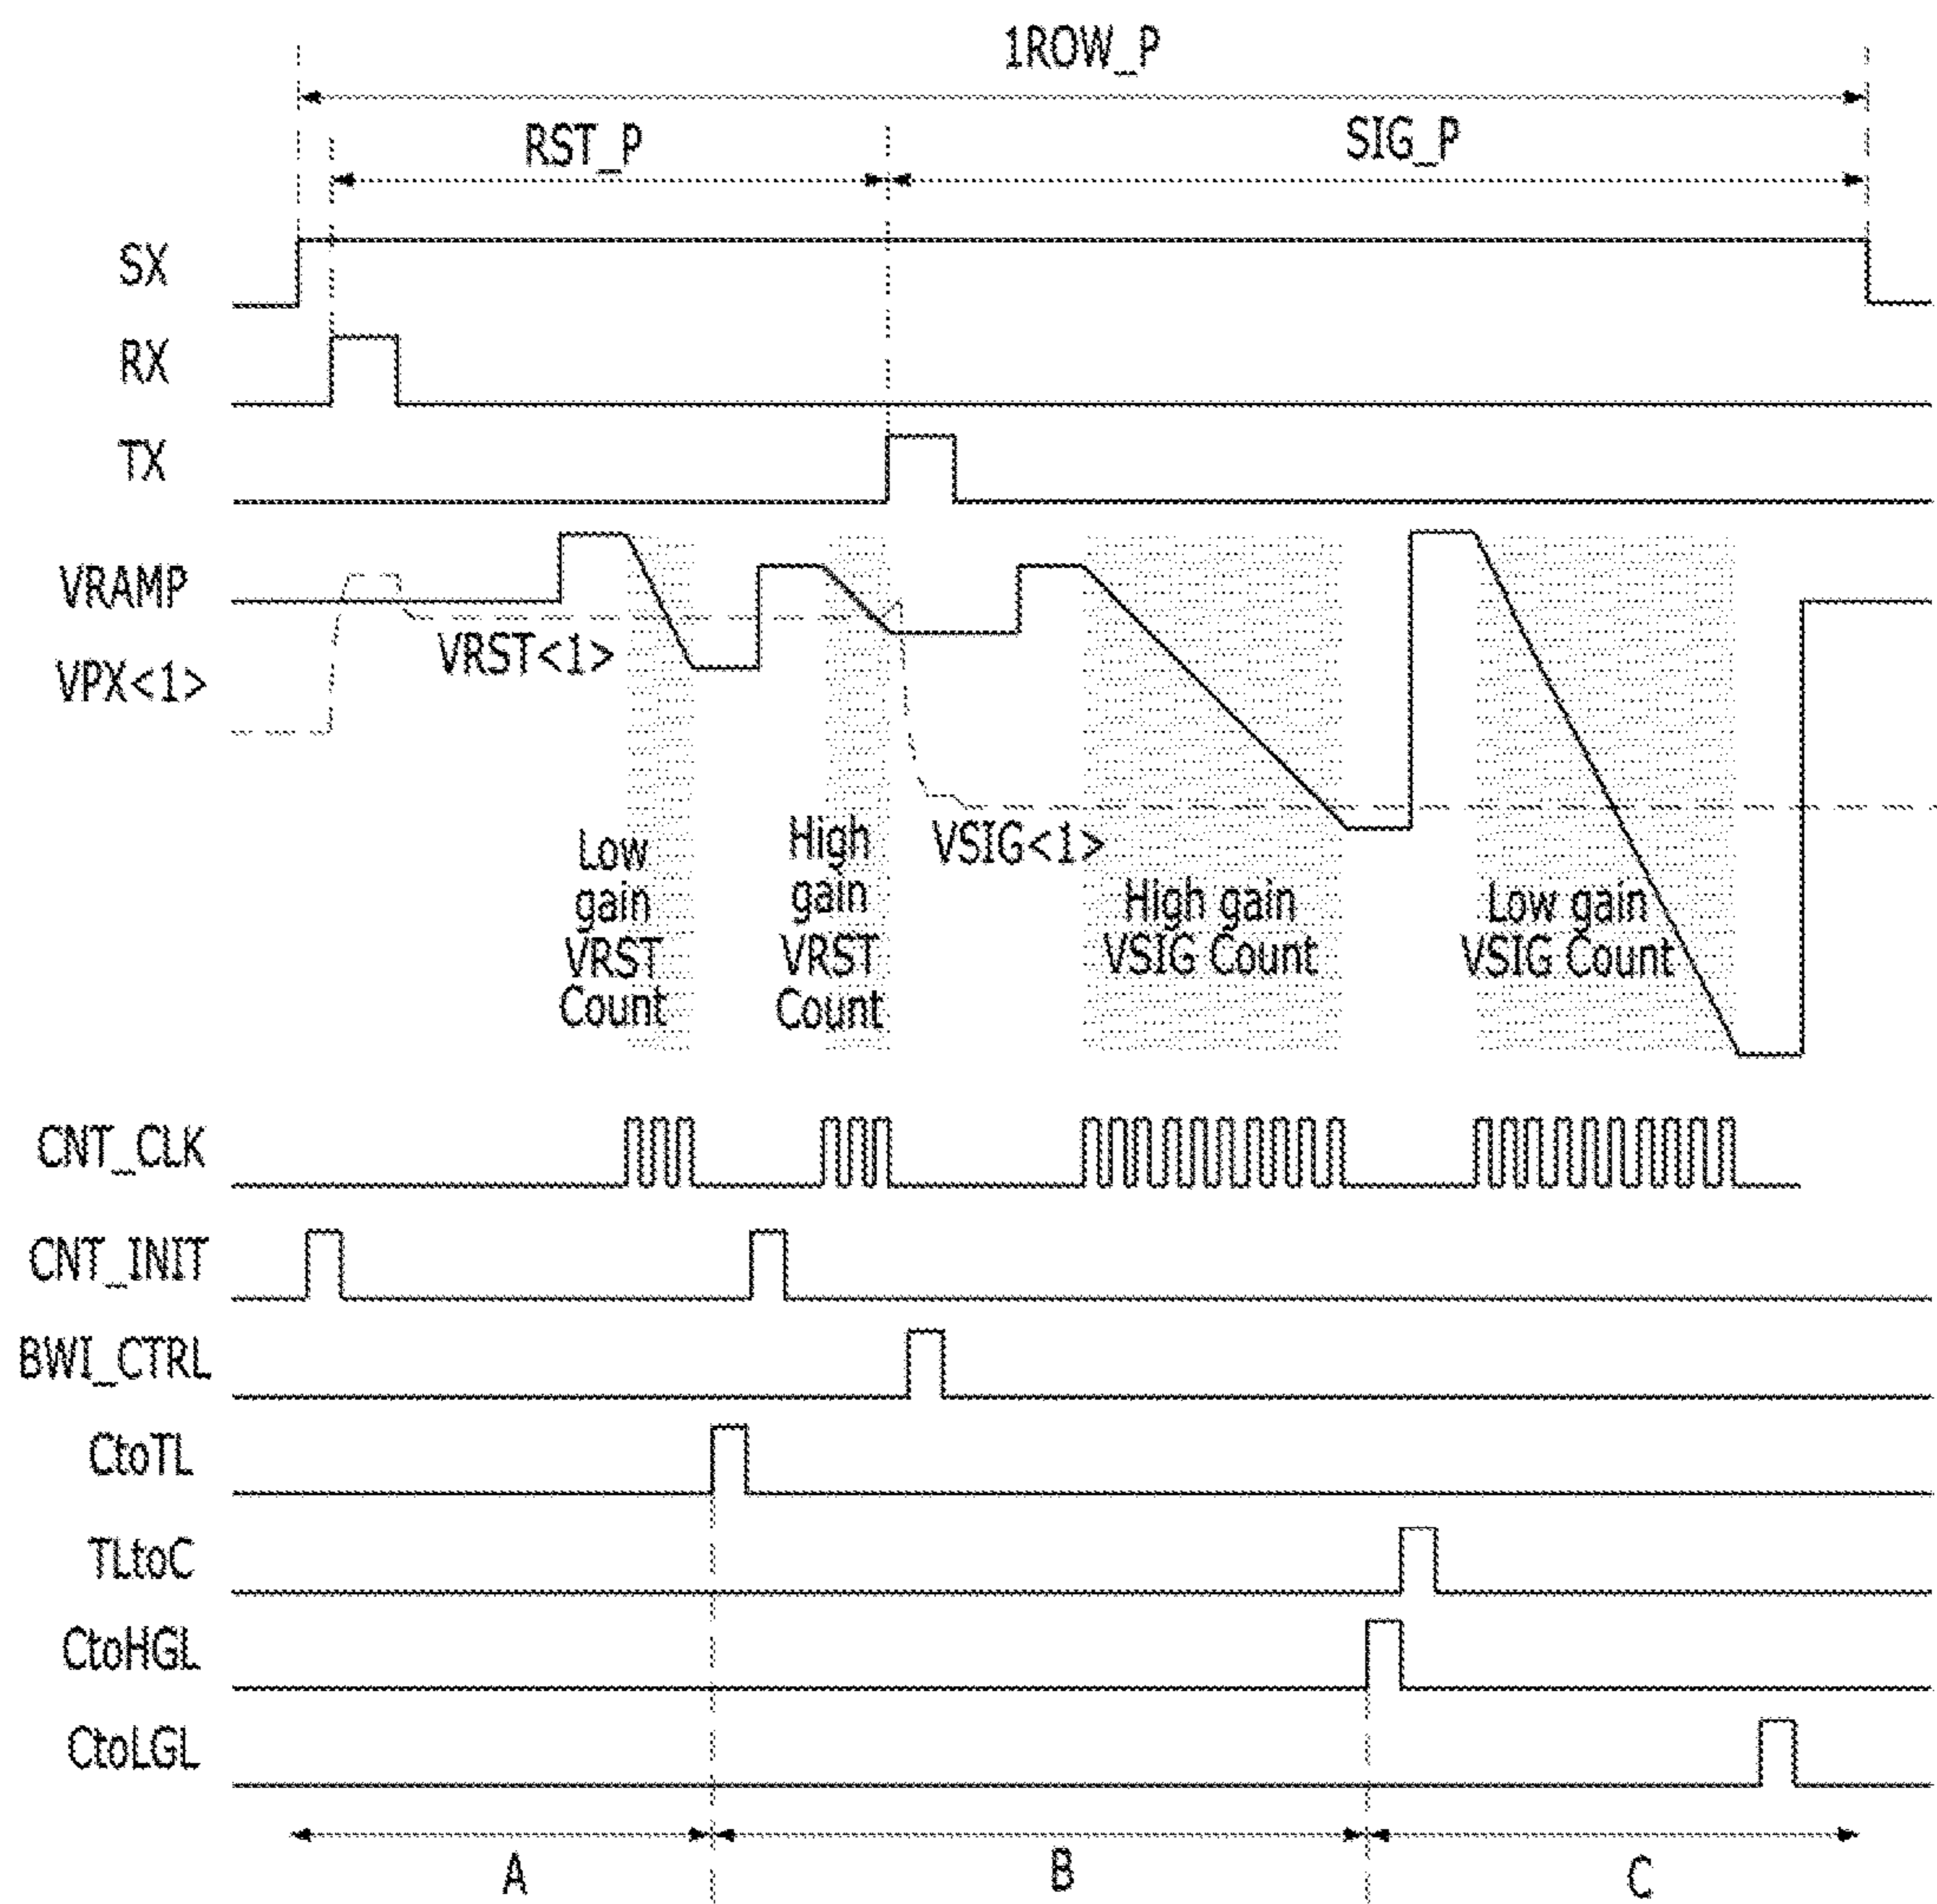 1ROW_P
RST_P
SIG_P
SX
RX
TX
VRAMP
VRST<1>
VPX<1>
Low
gain
VRST
Count
High
gain
VRST
Count
VSIG<1>
High gain
VSIG Count
Low gain
VSIG Count
CNT_CLK
CNT_INIT
BWI_CTRL
CtoTL
TLtoC
CtoHGL
CtoLGL
A
B
C